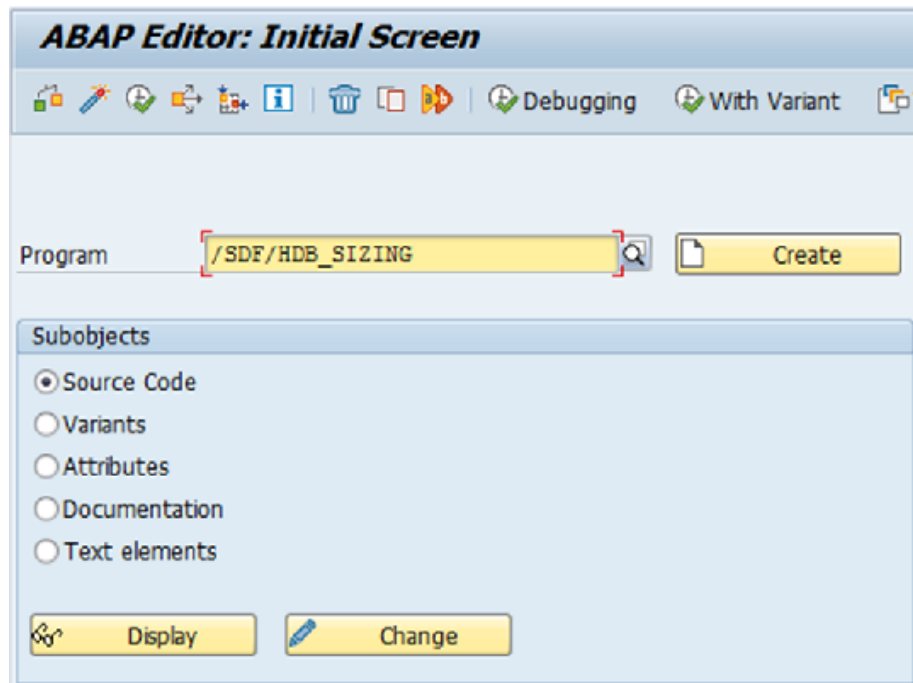 ABAP Editor: Initial Screen
Debugging With Variant
Program /SDF/HDB_SIZING Create
Subobjects
Source Code
Variants
Attributes
Documentation
Text elements
Display Change